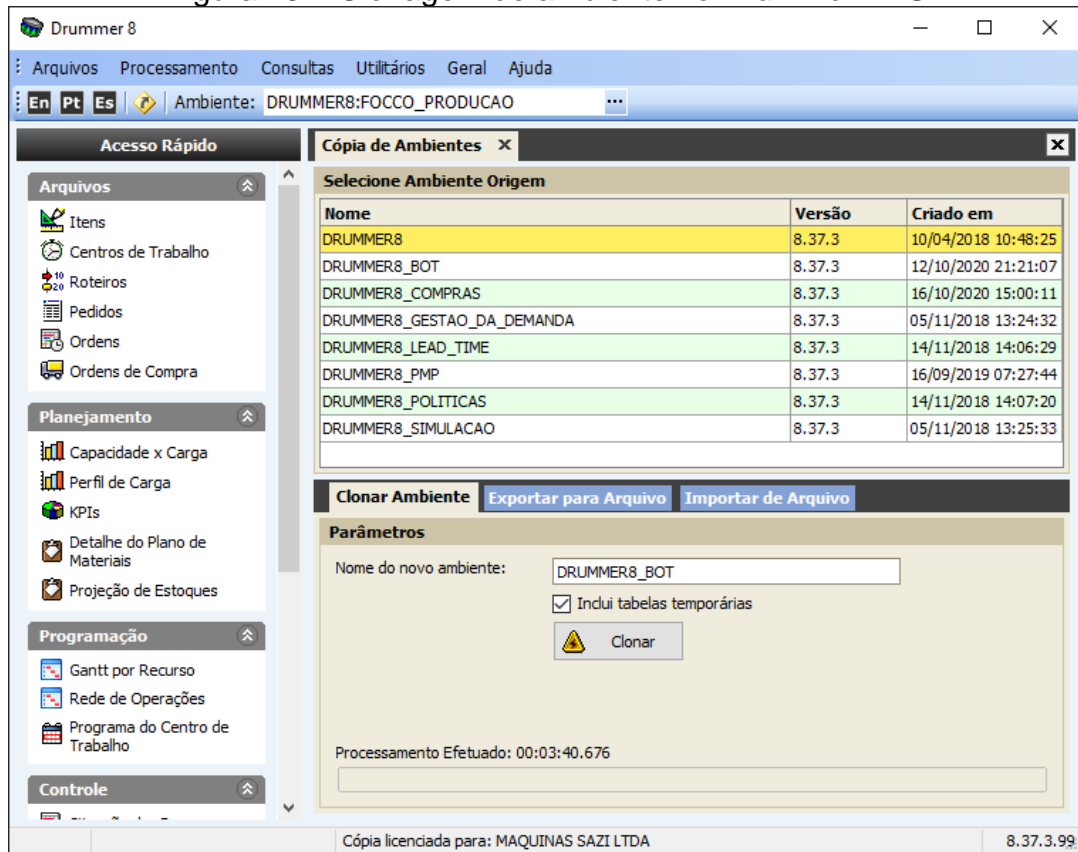 Drummer 8
Arquivos Processamento Consultas Utilitários Geral Ajuda
En Pt Es Ambiente: DRUMMER8:FOCCO_PRODUCAO ...
Acesso Rápido
Arquivos
Itens
Centros de Trabalho
Roteiros
Pedidos
Ordens
Ordens de Compra
Planejamento
Capacidade x Carga
Perfil de Carga
KPIs
Detalhe do Plano de
Materiais
Projeção de Estoques
Programação
Gantt por Recurso
Rede de Operações
Programa do Centro de
Trabalho
Controle
Cópia de Ambientes X
Selecione Ambiente Origem
Nome Versão Criado em
DRUMMER8 8.37.3 10/04/2018 10:48:25
DRUMMER8_BOT 8.37.3 12/10/2020 21:21:07
DRUMMER8_COMPRAS 8.37.3 16/10/2020 15:00:11
DRUMMER8_GESTAO_DA_DEMANDA 8.37.3 05/11/2018 13:24:32
DRUMMER8_LEAD_TIME 8.37.3 14/11/2018 14:06:29
DRUMMER8_PMP 8.37.3 16/09/2019 07:27:44
DRUMMER8_POLITICAS 8.37.3 14/11/2018 14:07:20
DRUMMER8_SIMULACAO 8.37.3 05/11/2018 13:25:33
Clonar Ambiente Exportar para Arquivo Importar de Arquivo
Parâmetros
Nome do novo ambiente: DRUMMER8_BOT
Inclui tabelas temporárias
Clonar
Processamento Efetuado: 00:03:40.676
Cópia licenciada para: MAQUINAS SAZI LTDA 8.37.3.99